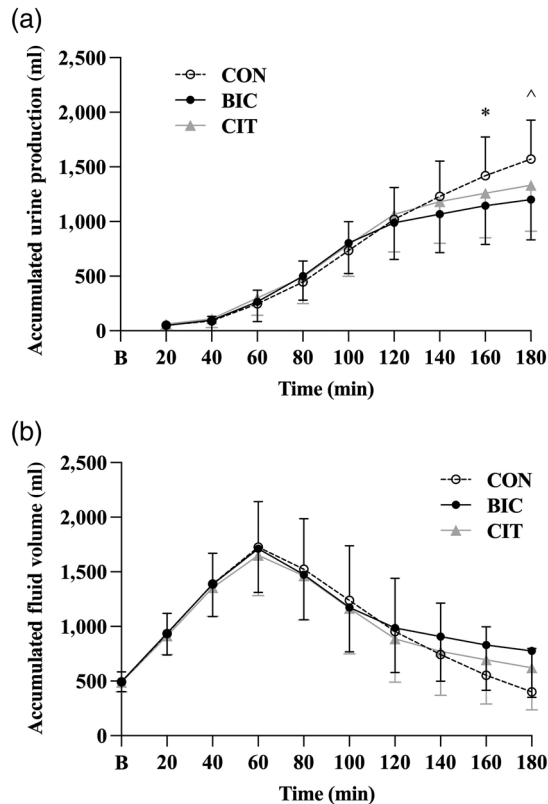 (a)
Accumulated urine production (ml)
2,500
2,000
1,500
1,000
500
0
CON
BIC
CIT
*
^
B 20 40 60 80 100 120 140 160 180
Time (min)
(b)
Accumulated fluid volume (ml)
2,500
2,000
1,500
1,000
500
0
CON
BIC
CIT
B 20 40 60 80 100 120 140 160 180
Time (min)